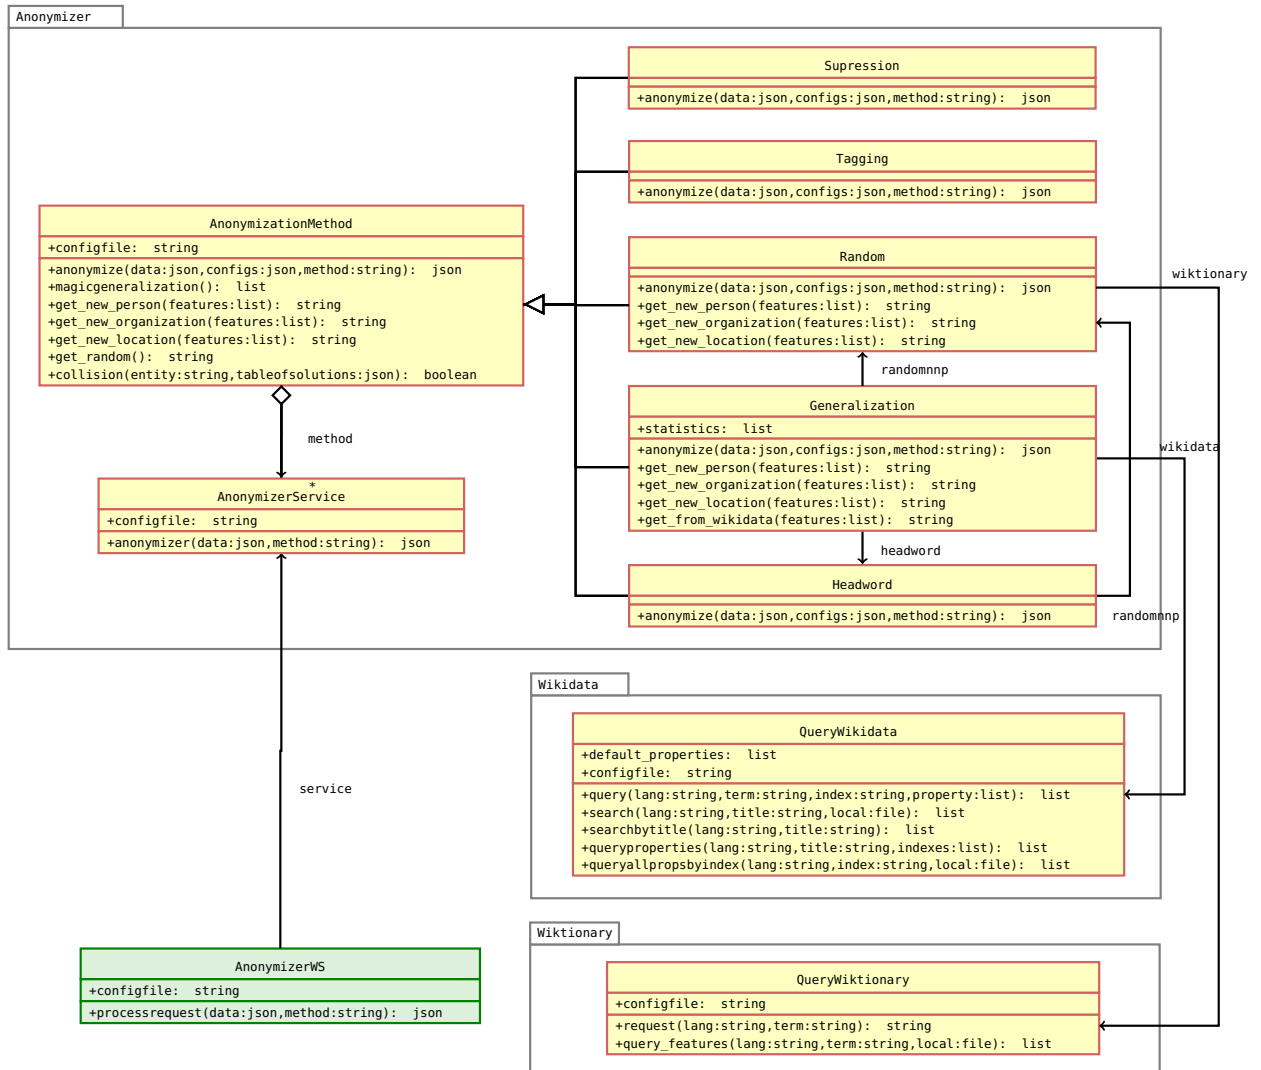 Anonymizer
Supression
+anonymize(data:json,configs:json,method:string): json
Tagging
+anonymize(data:json,configs:json,method:string): json
AnonymizationMethod
+configfile: string
+anonymize(data:json,configs:json,method:string): json
+magicgeneralization(): list
+get_new_person(features:list): string
+get_new_organization(features:list): string
+get_new_location(features:list): string
+get_random(): string
+collision(entity:string,tableofsolutions:json): boolean
Random
+anonymize(data:json,configs:json,method:string): json
+get_new_person(features:list): string
+get_new_organization(features:list): string
+get_new_location(features:list): string
wiktionary
randomnnp
Generalization
+statistics: list
+anonymize(data:json,configs:json,method:string): json
+get_new_person(features:list): string
+get_new_organization(features:list): string
+get_new_location(features:list): string
+get_from_wikidata(features:list): string
wikidata
method
*
AnonymizerService
+configfile: string
+anonymizer(data:json,method:string): json
headword
Headword
+anonymize(data:json,configs:json,method:string): json
randomnnp
Wikidata
QueryWikidata
+default_properties: list
+configfile: string
+query(lang:string,term:string,index:string,property:list): list
+search(lang:string,title:string,local:file): list
+searchbytitle(lang:string,title:string): list
+queryproperties(lang:string,title:string,indexes:list): list
+queryallpropsbyindex(lang:string,index:string,local:file): list
service
Wiktionary
QueryWiktionary
+configfile: string
+request(lang:string,term:string): string
+query_features(lang:string,term:string,local:file): list
AnonymizerWS
+configfile: string
+processrequest(data:json,method:string): json